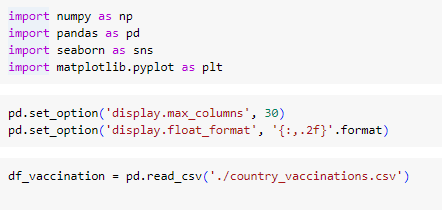 import numpy as np
import pandas as pd
import seaborn as sns
import matplotlib.pyplot as plt
pd.set_option('display.max_columns', 30)
pd.set_option('display.float_format', '{:,.2f}'.format)
df_vaccination = pd.read_csv('./country_vaccinations.csv')